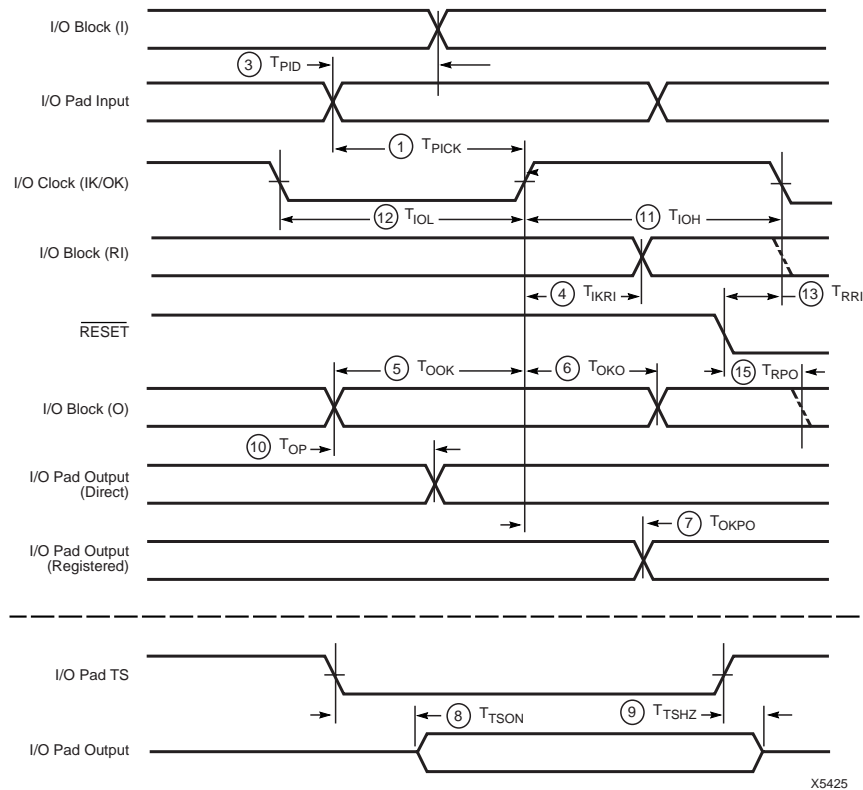 I/O Block (I)
③ TPID
I/O Pad Input
① TPICK
I/O Clock (IK/OK)
⑫ TIOL
⑪ TIOH
I/O Block (RI)
④ TIKRI
⑬ TRRI
RESET
⑤ TOOK
⑥ TOKO
⑮ TRPO
I/O Block (O)
⑩ TOP
I/O Pad Output
(Direct)
⑦ TOKPO
I/O Pad Output
(Registered)
I/O Pad TS
⑧ TTSON
⑨ TTSHZ
I/O Pad Output
X5425